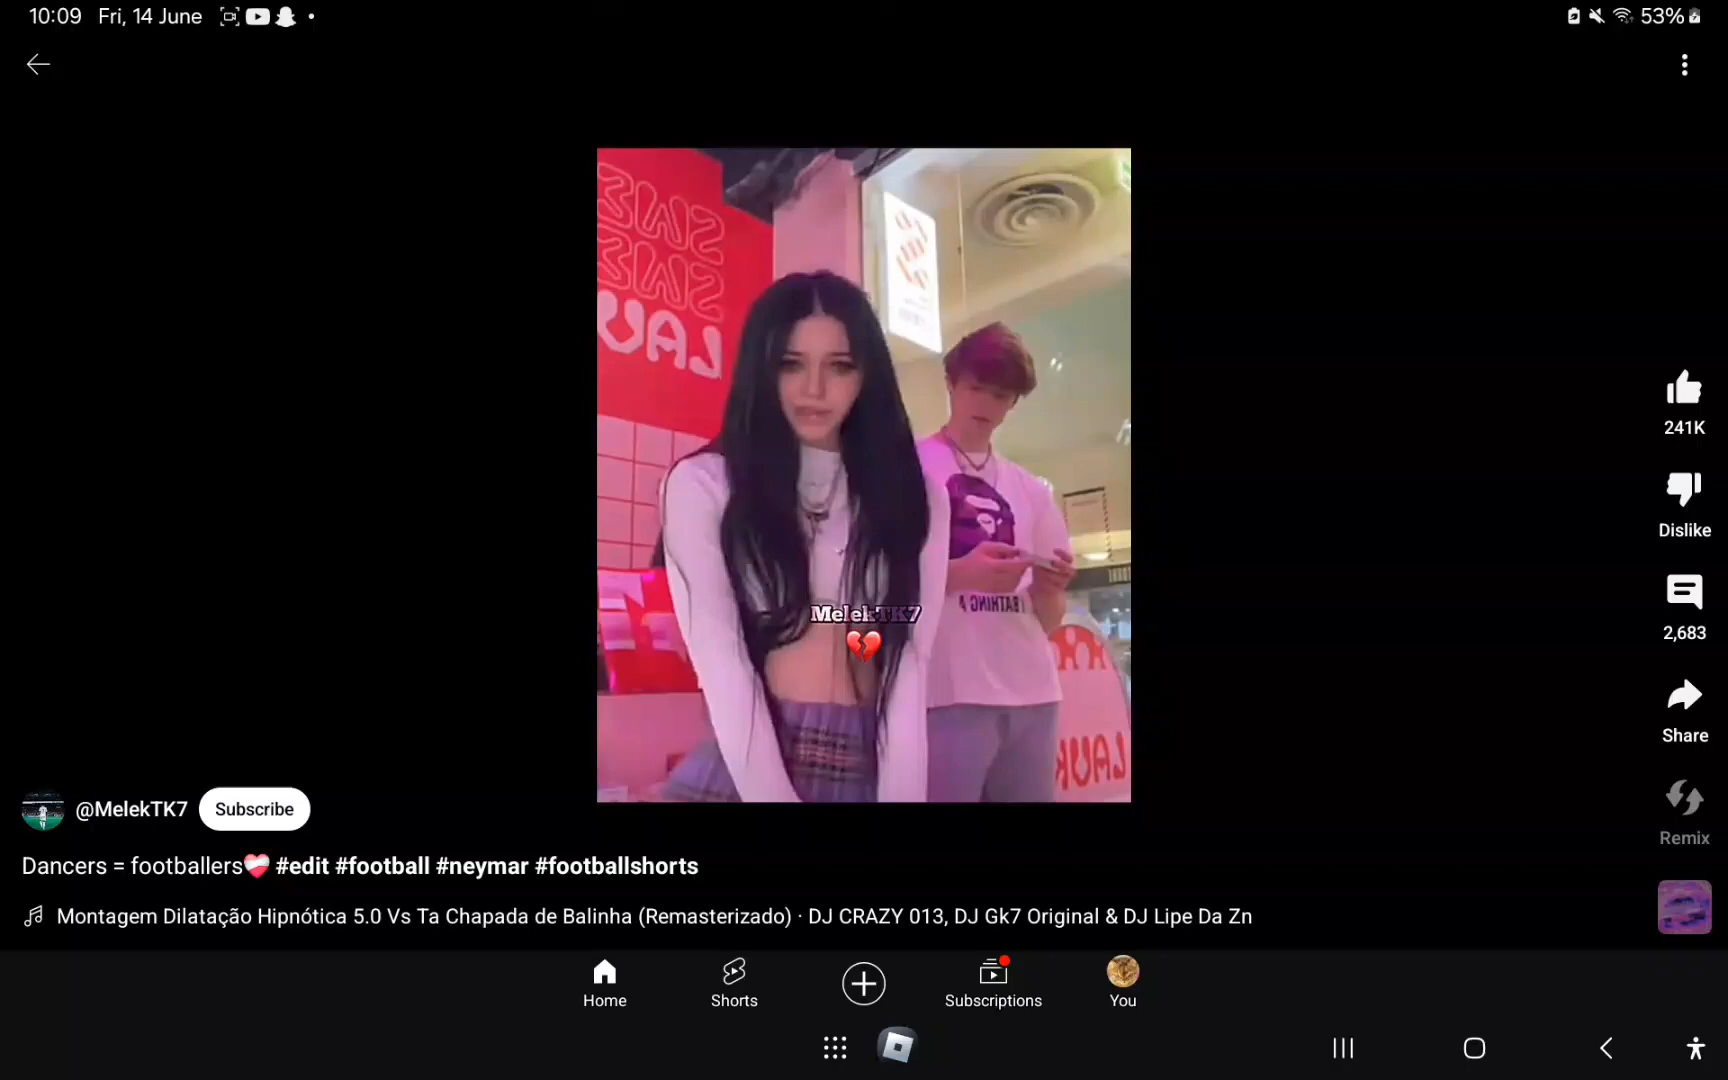 10:09 Fri, 14 June
53%
MelekTK7
241K
Dislike
2,683
Share
Remix
@MelekTK7 Subscribe
Dancers = footballers❤️‍🩹 #edit #football #neymar #footballshorts
Montagem Dilatação Hipnótica 5.0 Vs Ta Chapada de Balinha (Remasterizado) · DJ CRAZY 013, DJ Gk7 Original & DJ Lipe Da Zn
Home Shorts Subscriptions You